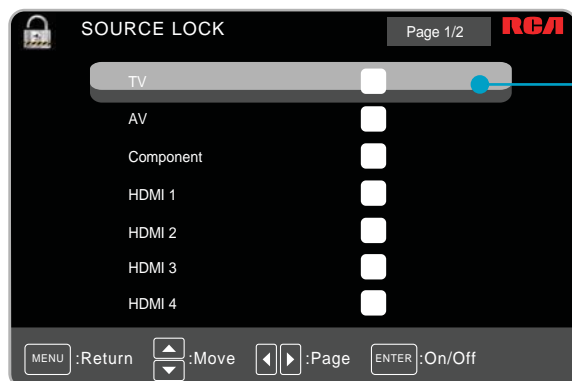 SOURCE LOCK
Page 1/2
RCA
TV
AV
Component
HDMI 1
HDMI 2
HDMI 3
HDMI 4
MENU :Return :Move :Page ENTER :On/Off